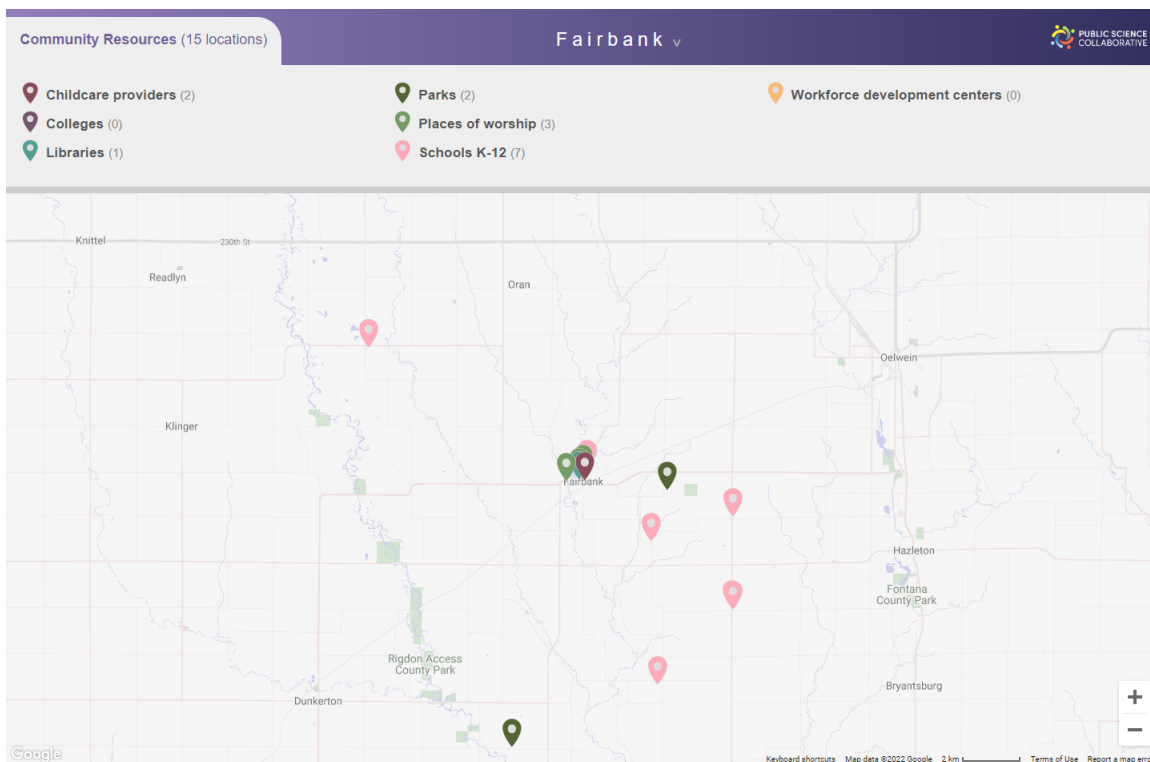 Community Resources (15 locations)
Fairbank v
PUBLIC SCIENCE
COLLABORATIVE
Childcare providers (2)
Parks (2)
Workforce development centers (0)
Colleges (0)
Places of worship (3)
Libraries (1)
Schools K-12 (7)
Knittel
230th St
Readlyn
Oran
Oelwein
Klinger
Fairbank
Hazleton
Fontana
County Park
Rigdon Access
County Park
Bryantsburg
Dunkerton
+
−
Google
Keyboard shortcuts Map data ©2022 Google 2 km Terms of Use Report a map erro